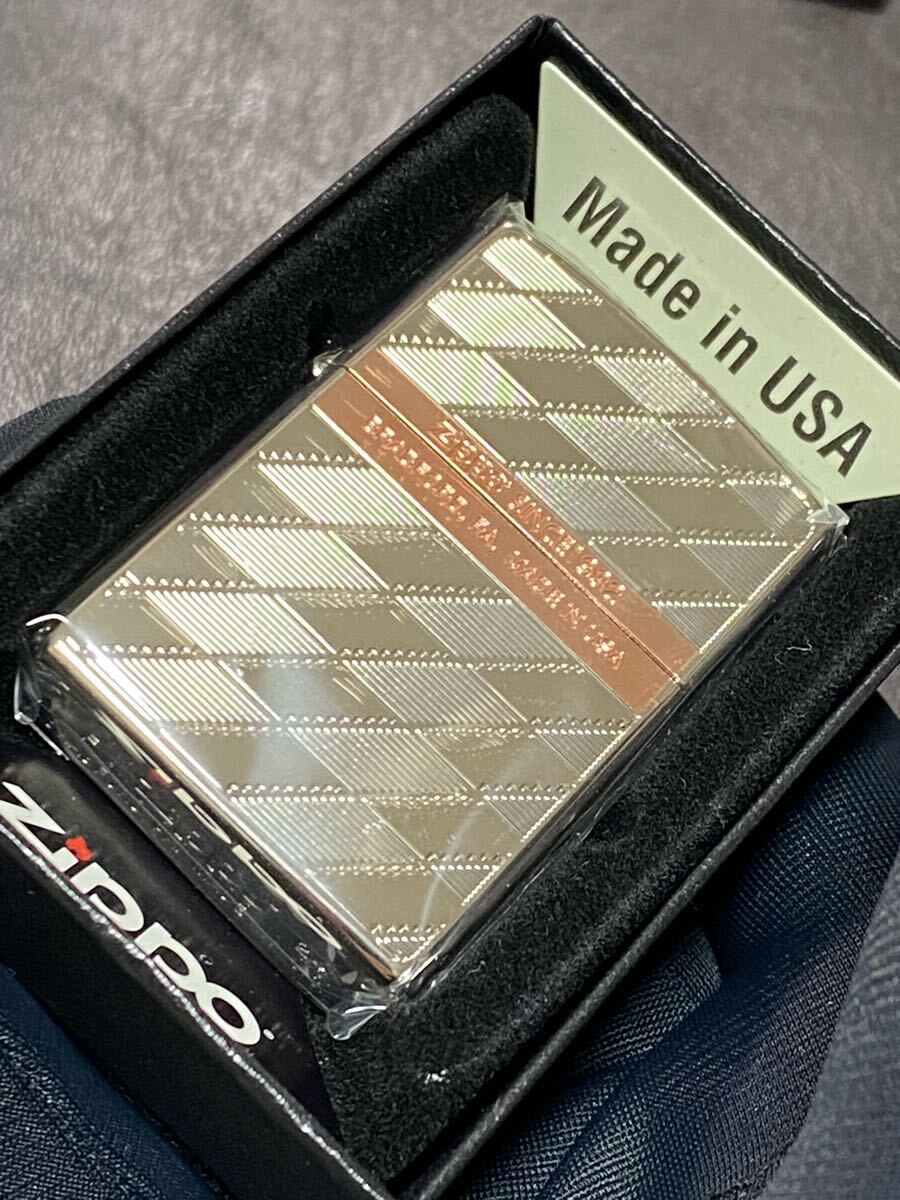 Made in USA
ZIPPO SINCE 1932
BRADFORD, PA. MADE IN USA
zippo